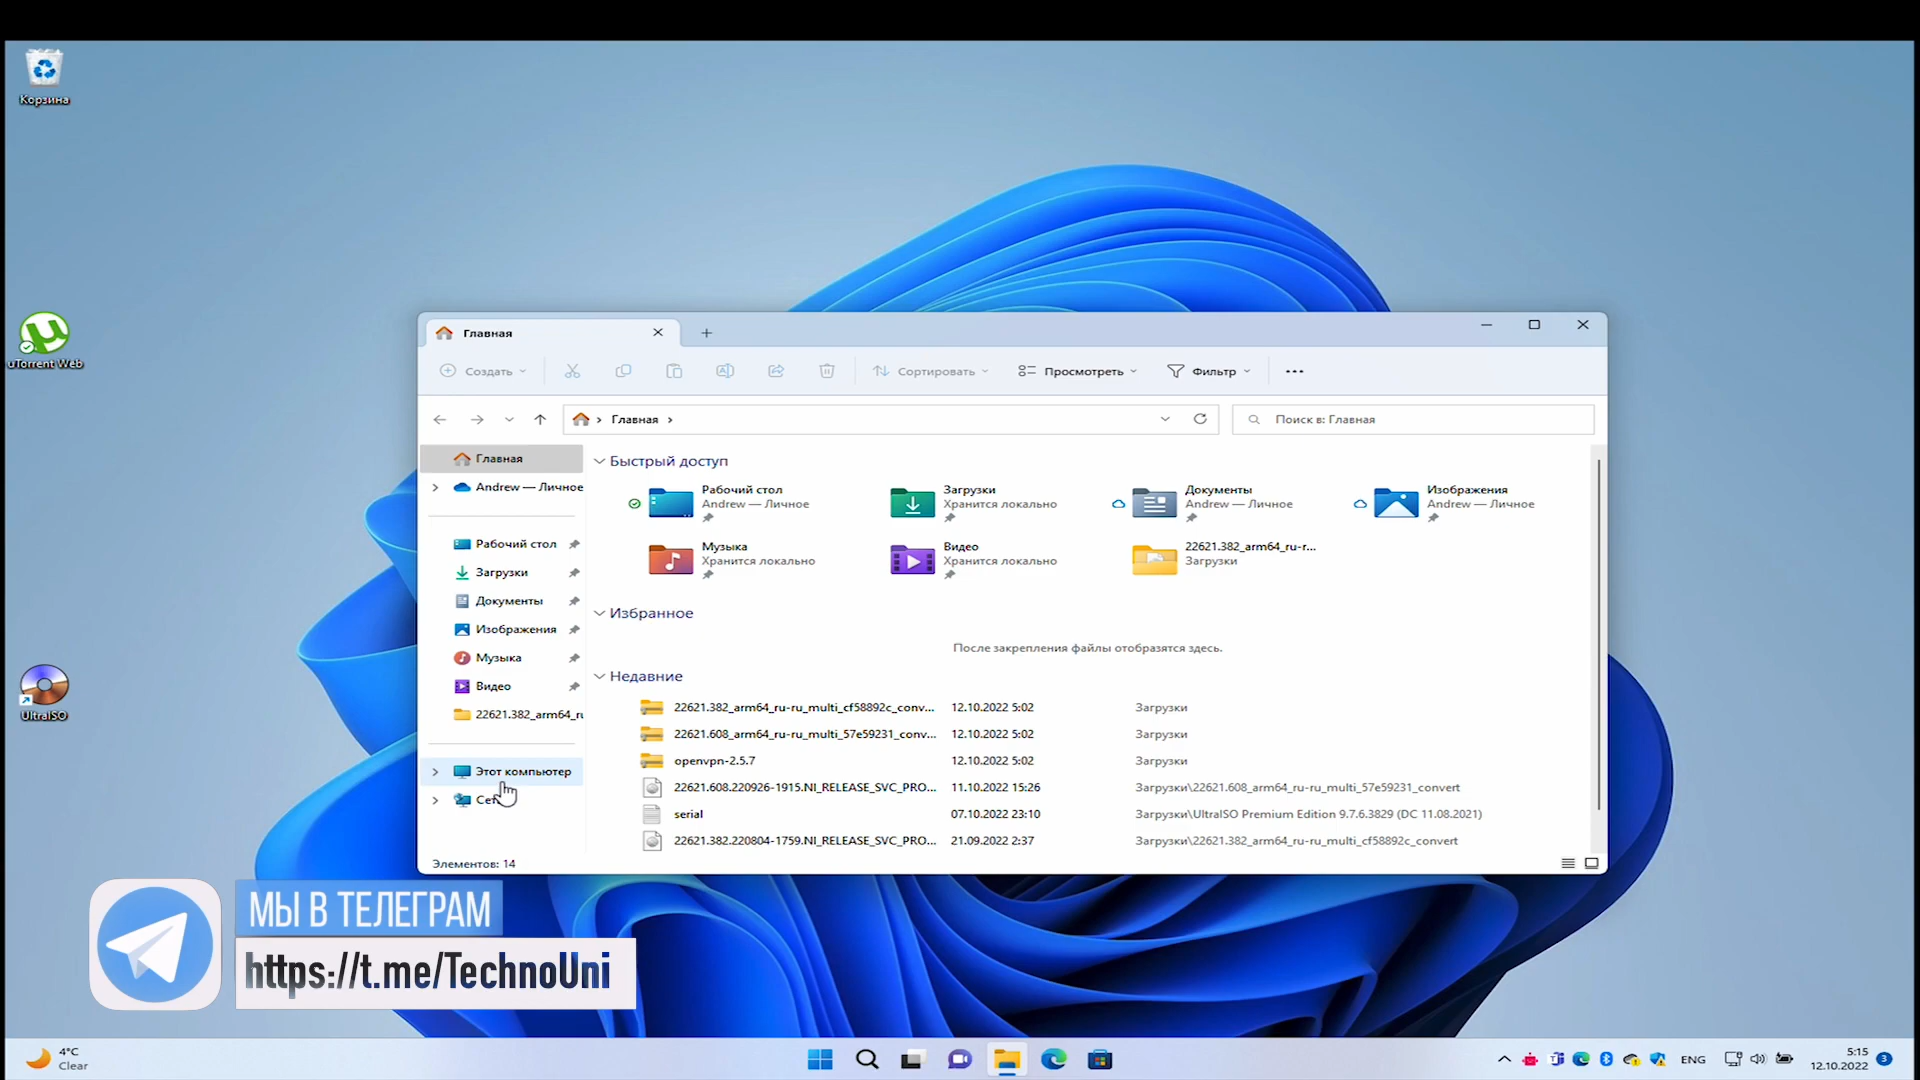 Корзина
uTorrent Web
UltraISO
Главная
Создать
Сортировать
Просмотреть
Фильтр
Главная
Поиск в: Главная
Главная
Andrew — Личное
Рабочий стол
Загрузки
Документы
Изображения
Музыка
Видео
22621.382_arm64_ru
Этот компьютер
Быстрый доступ
Рабочий стол
Andrew — Личное
Загрузки
Хранится локально
Документы
Andrew — Личное
Изображения
Andrew — Личное
Музыка
Хранится локально
Видео
Хранится локально
22621.382_arm64_ru-r...
Загрузки
Избранное
После закрепления файлы отобразятся здесь.
Недавние
22621.382_arm64_ru-ru_multi_cf58892c_conv... 12.10.2022 5:02 Загрузки
22621.608_arm64_ru-ru_multi_57e59231_conv... 12.10.2022 5:02 Загрузки
openvpn-2.5.7 12.10.2022 5:02 Загрузки
22621.608.220926-1915.NI_RELEASE_SVC_PRO... 11.10.2022 15:26 Загрузки\22621.608_arm64_ru-ru_multi_57e59231_convert
serial 07.10.2022 23:10 Загрузки\UltraISO Premium Edition 9.7.6.3829 (DC 11.08.2021)
22621.382.220804-1759.NI_RELEASE_SVC_PRO... 21.09.2022 2:37 Загрузки\22621.382_arm64_ru-ru_multi_cf58892c_convert
Элементов: 14
МЫ В ТЕЛЕГРАМ
https://t.me/TechnoUni
4°C
Clear
ENG
5:15
12.10.2022
3